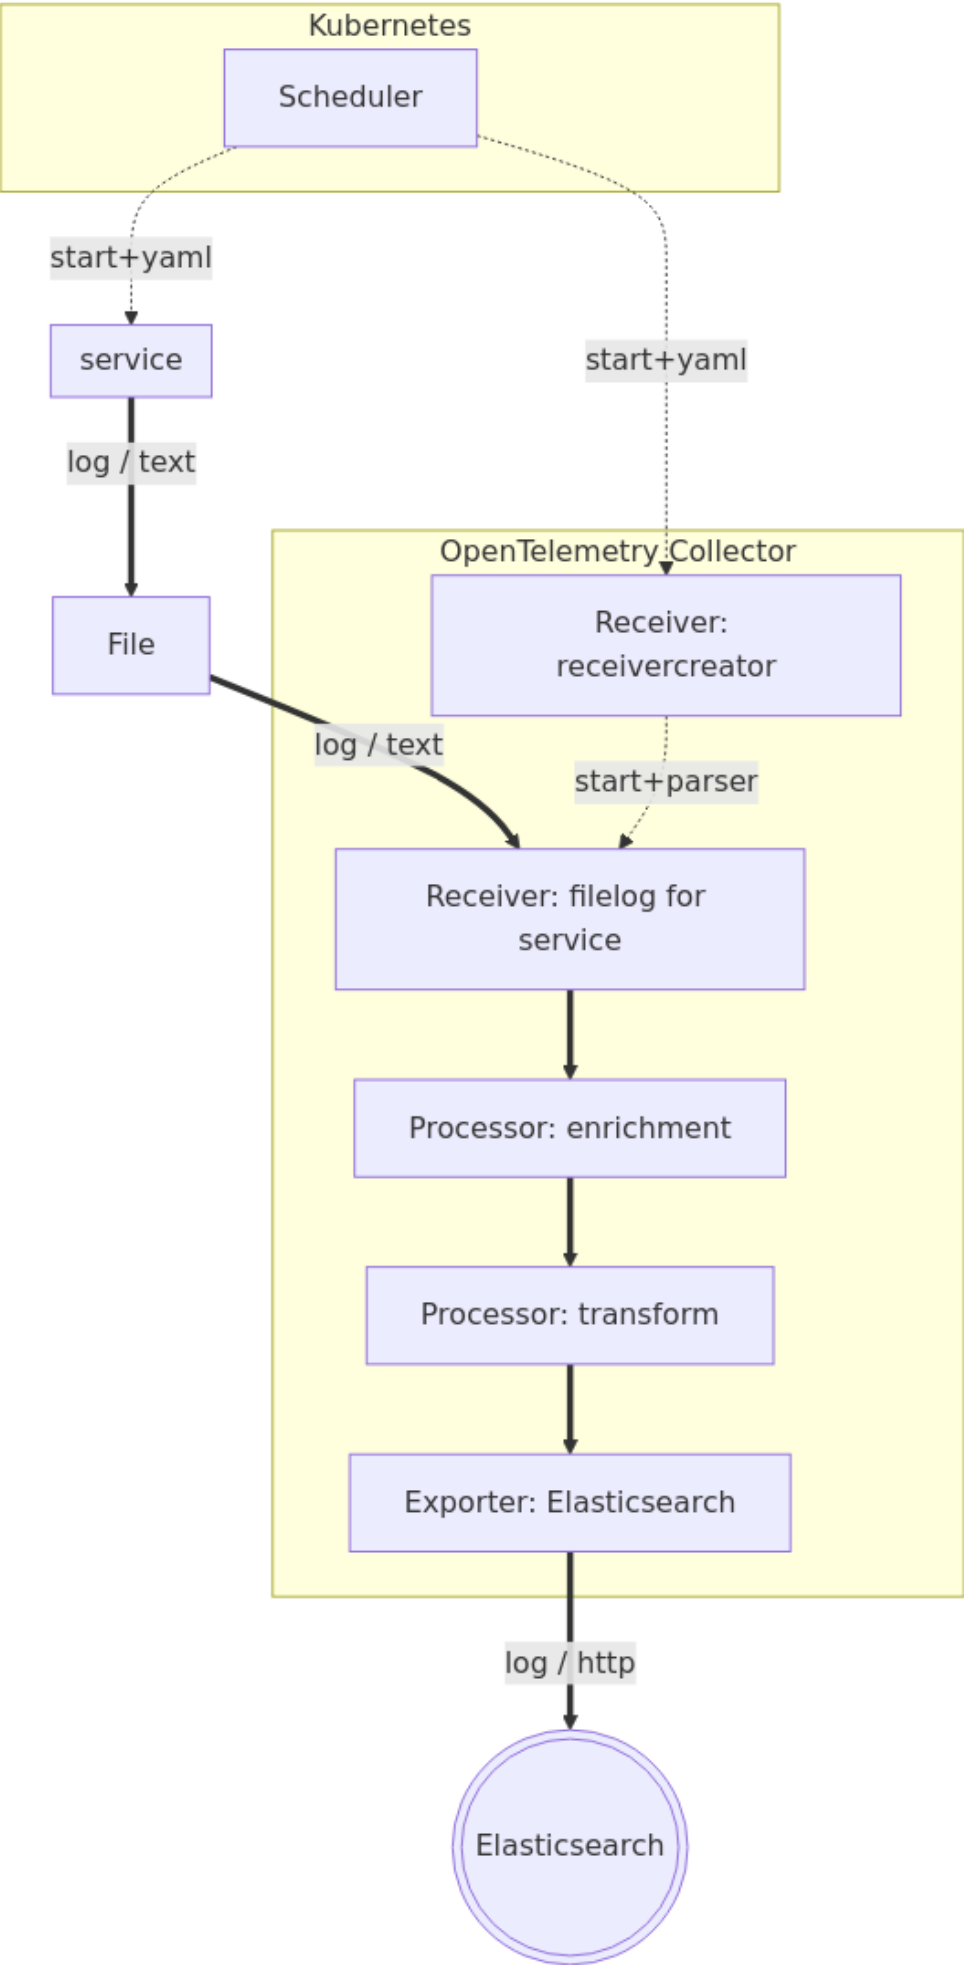 Kubernetes
Scheduler
start+yaml
service
start+yaml
log / text
OpenTelemetry Collector
File
Receiver:
receivercreator
log / text
start+parser
Receiver: filelog for
service
Processor: enrichment
Processor: transform
Exporter: Elasticsearch
log / http
Elasticsearch